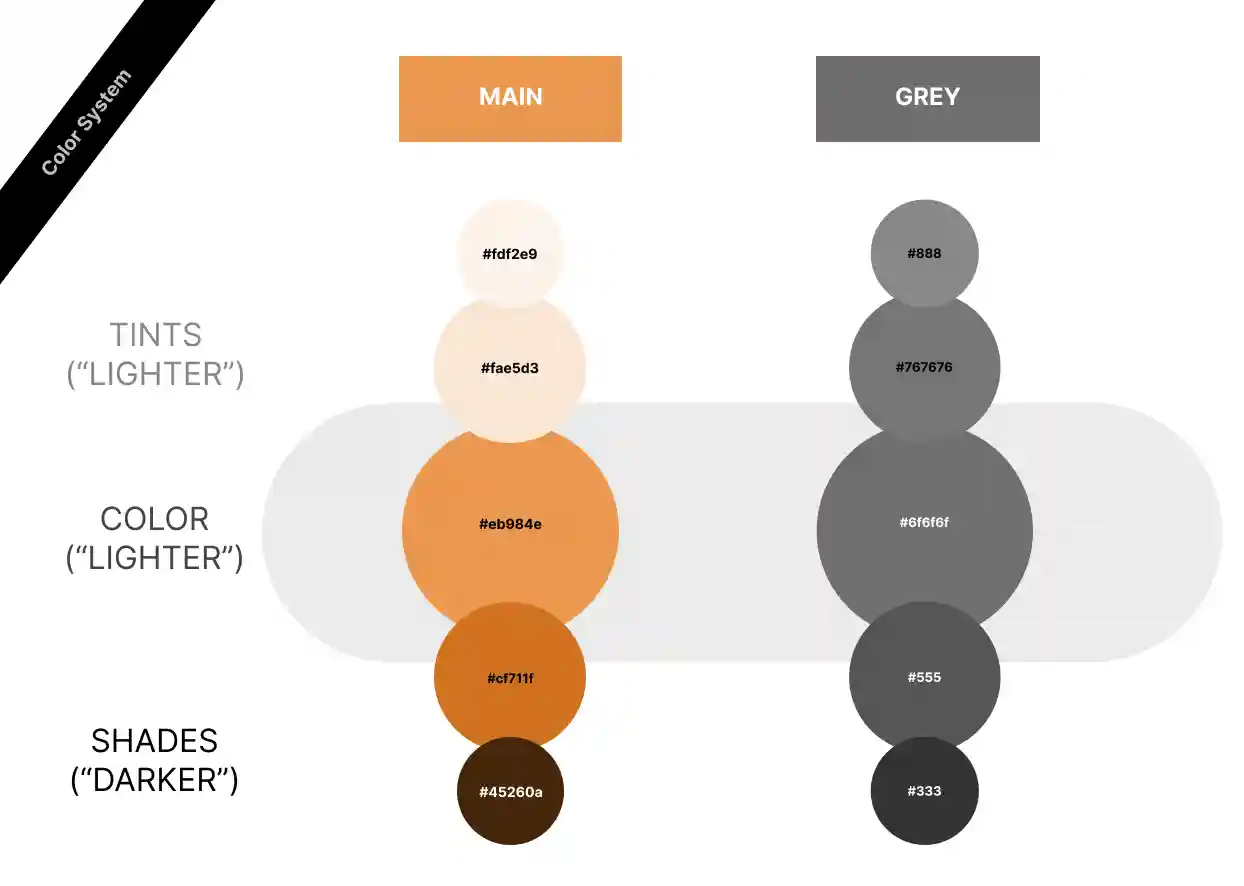 Color System
MAIN
GREY
#fdf2e9
#888
TINTS
(“LIGHTER”)
#fae5d3
#767676
COLOR
(“LIGHTER”)
#eb984e
#6f6f6f
#cf711f
#555
SHADES
(“DARKER”)
#45260a
#333